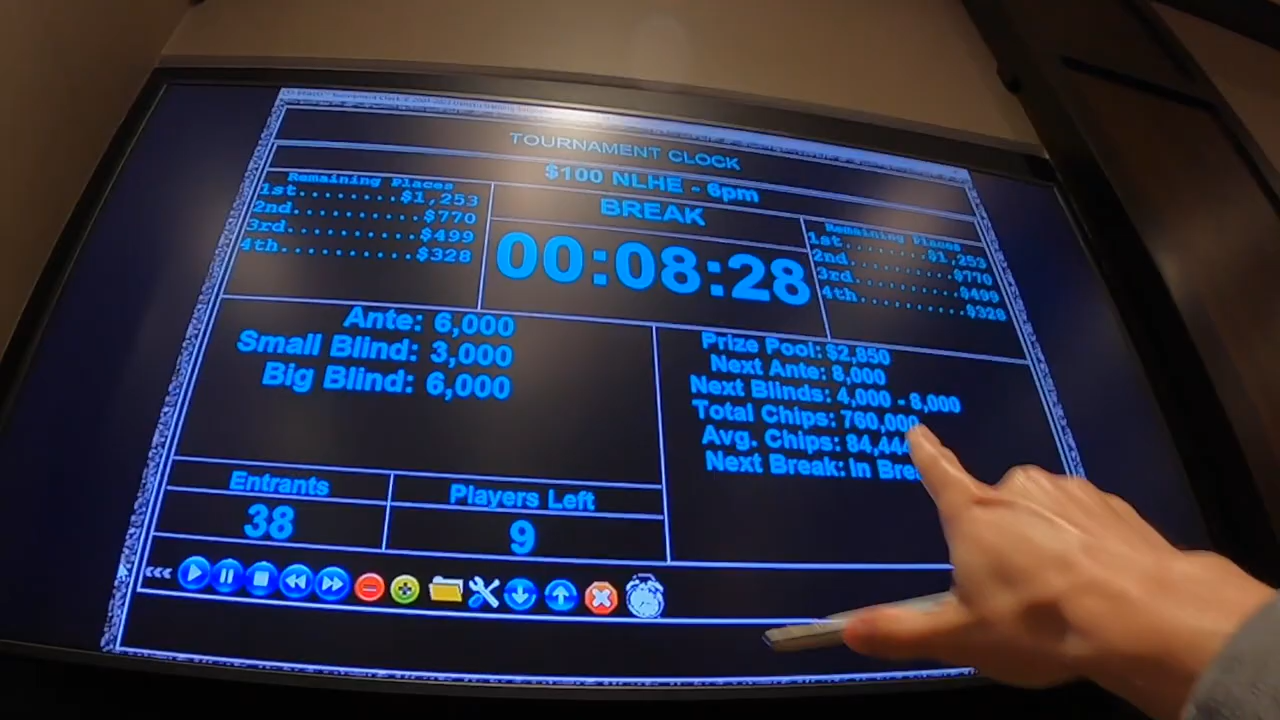 TOURNAMENT CLOCK
$100 NLHE - 6pm
BREAK
00:08:28
Remaining Places
1st.......$1,253
2nd.........$770
3rd.........$499
4th.........$328
Remaining Places
1st.......$1,253
2nd.........$770
3rd.........$499
4th.........$328
Ante: 6,000
Small Blind: 3,000
Big Blind: 6,000
Prize Pool: $2,850
Next Ante: 8,000
Next Blinds: 4,000 - 8,000
Total Chips: 760,000
Avg. Chips: 84,444
Next Break: In
Entrants
38
Players Left
9